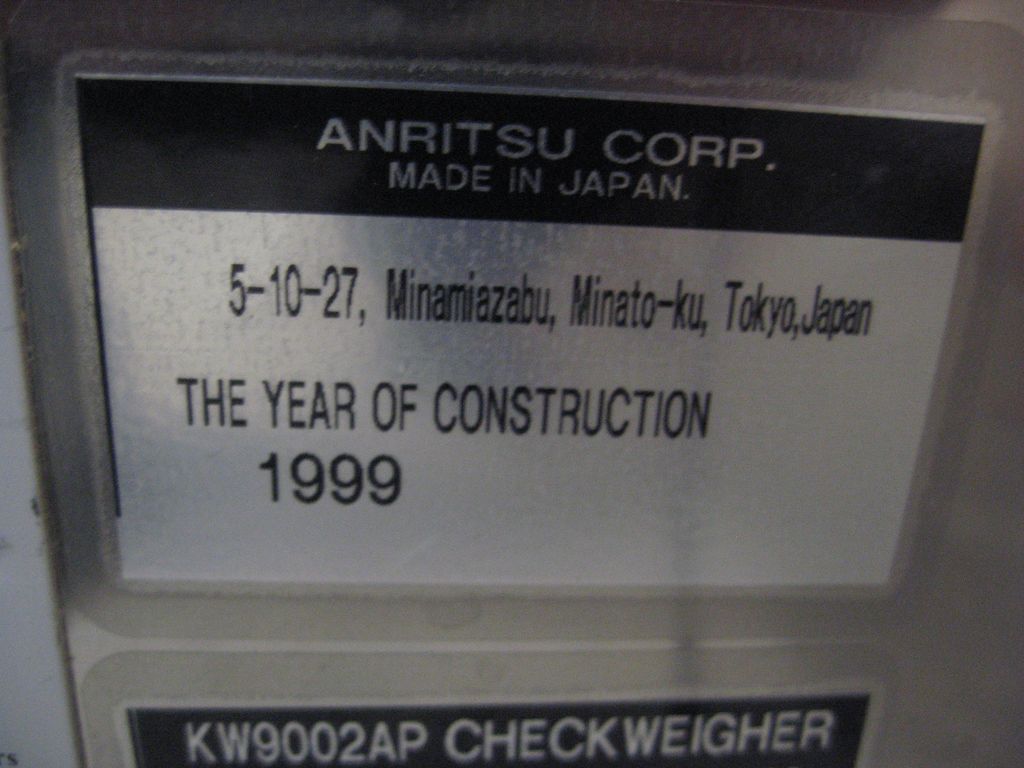 ANRITSU CORP.
MADE IN JAPAN.
5-10-27, Minamiazabu, Minato-ku, Tokyo,Japan
THE YEAR OF CONSTRUCTION
1999
KW9002AP CHECKWEIGHER